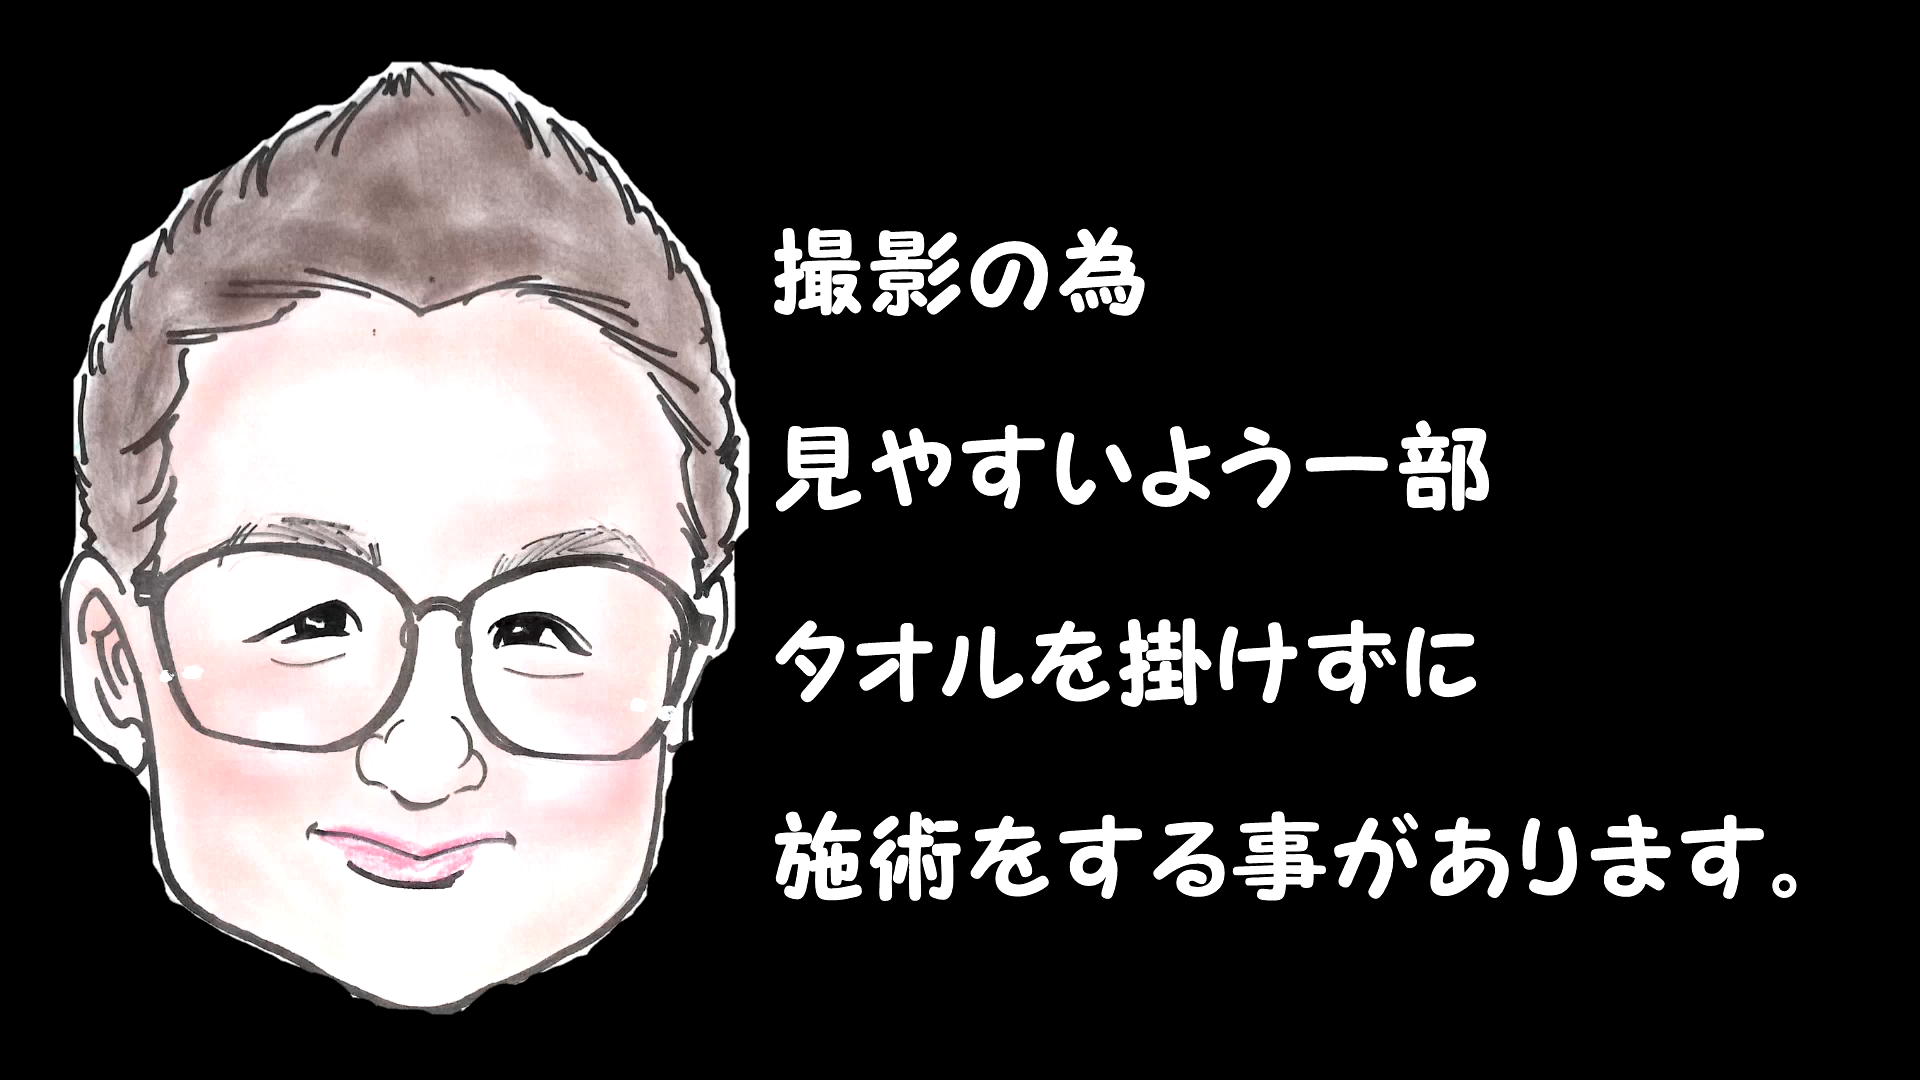 撮影の為
見やすいよう一部
タオルを掛けずに
施術をする事があります。